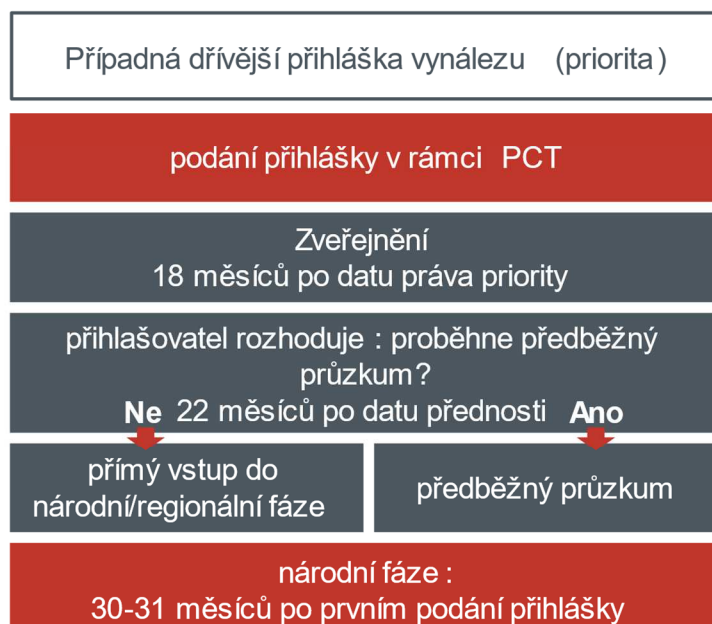 Případná dřívější přihláška vynálezu (priorita)
podání přihlášky v rámci PCT
Zveřejnění
18 měsíců po datu práva priority
přihlašovatel rozhoduje : proběhne předběžný
průzkum?
Ne 22 měsíců po datu přednosti Ano
přímý vstup do
národní/regionální fáze
předběžný průzkum
národní fáze :
30-31 měsíců po prvním podání přihlášky